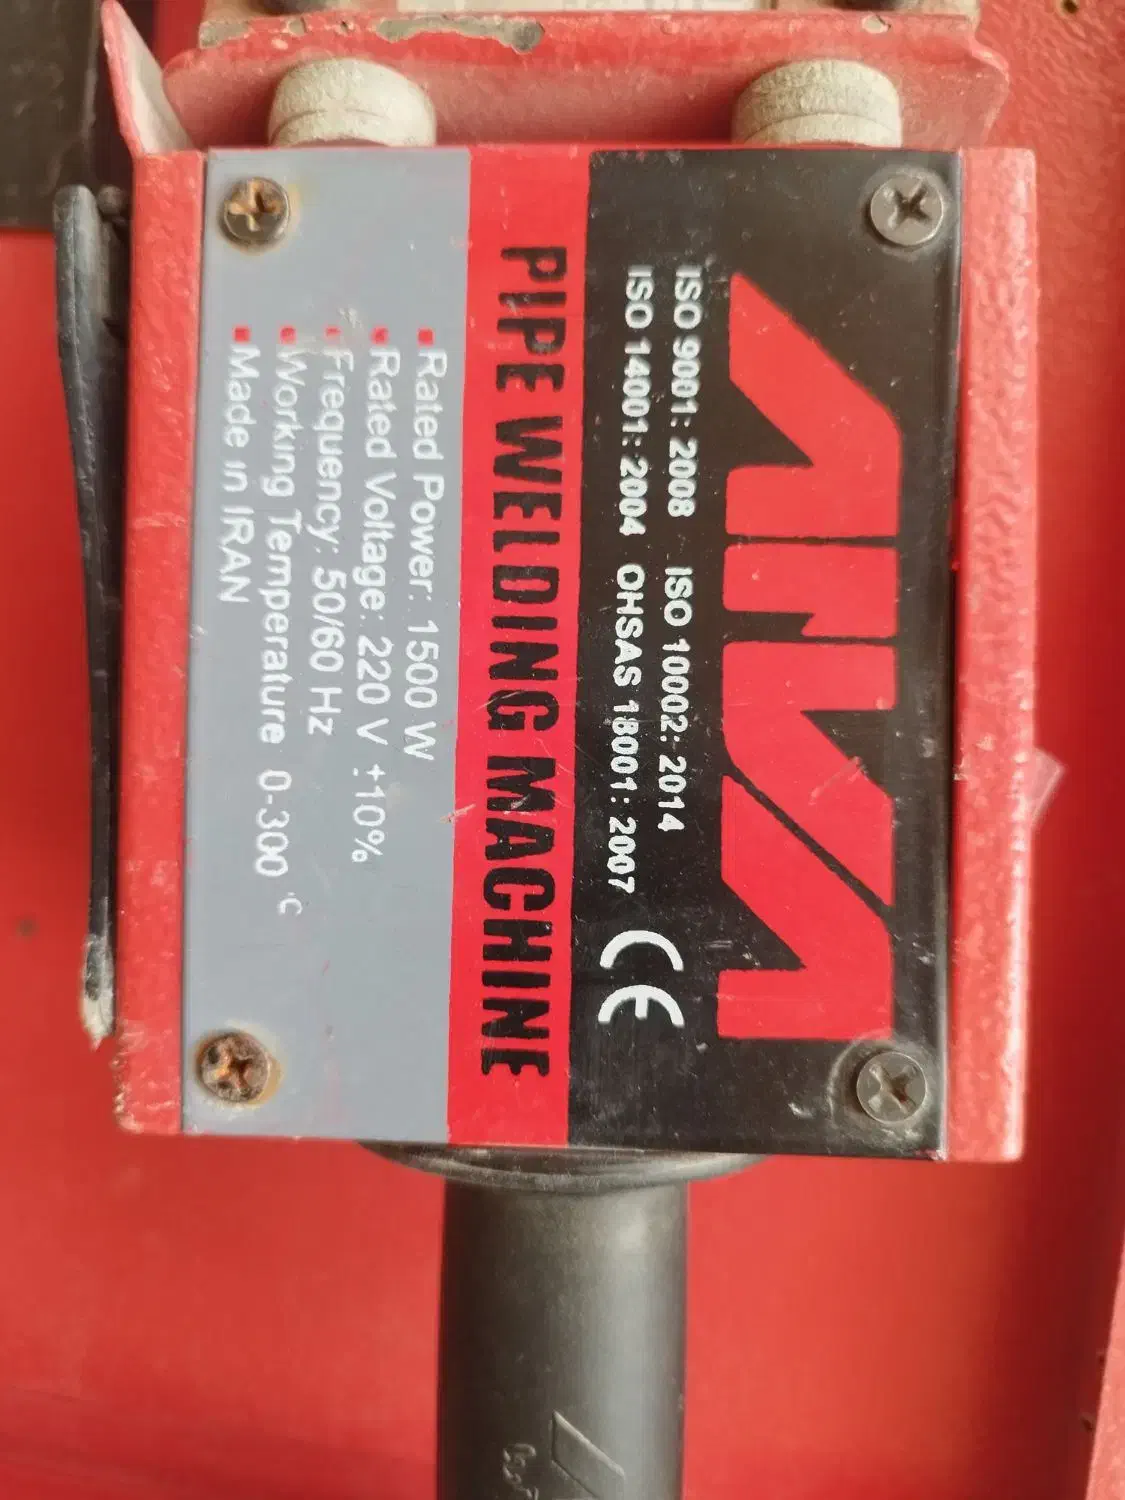 ARVA
ISO 9001: 2008 ISO 10002: 2014
ISO 14001: 2004 OHSAS 18001: 2007
CE
PIPE WELDING MACHINE
Rated Power: 1500 W
Rated Voltage: 220 V ±10%
Frequency: 50/60 Hz
Working Temperature 0-300 °C
Made in IRAN